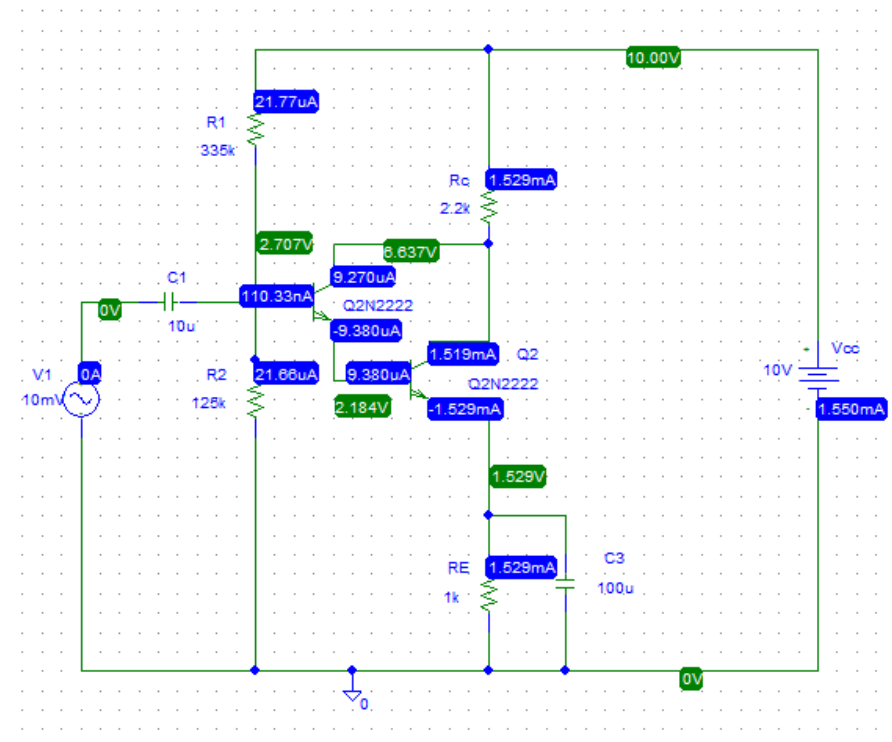 10.00V
21.77uA
R1
335k
Rc
1.529mA
2.2k
2.707V
6.637V
C1
9.270uA
110.33nA
0V
Q2N2222
10u
-9.380uA
1.519mA
Q2
Vcc
10V
V1
0A
R2
21.66uA
9.380uA
Q2N2222
10mV
125k
2.184V
-1.529mA
1.550mA
1.529V
RE
1.529mA
C3
1k
100u
0V
0